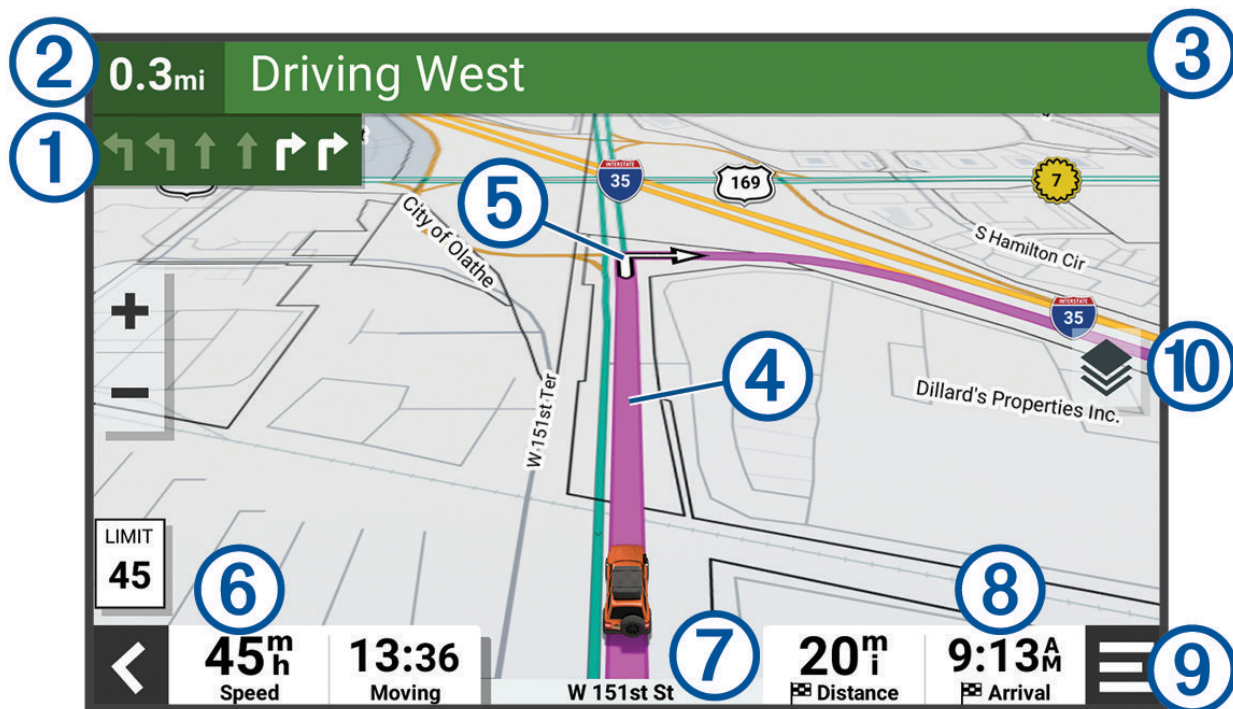 2
0.3mi
Driving West
3
1
INTERSTATE
35
169
7
5
City of Olathe
S Hamilton Cir
INTERSTATE
35
4
10
Dillard's Properties Inc.
W 151st Ter
LIMIT
45
6
8
45mh
Speed
13:36
Moving
7
W 151st St
20mi
Distance
9:13AM
Arrival
9